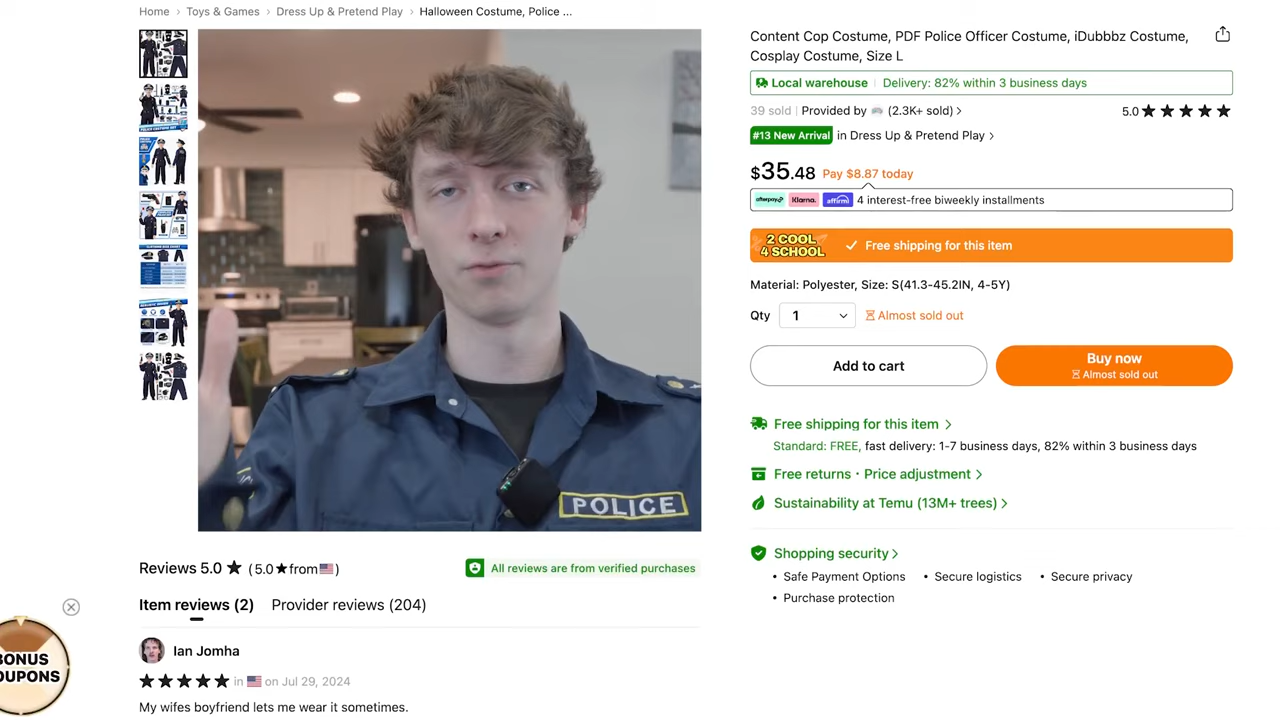 Home > Toys & Games > Dress Up & Pretend Play > Halloween Costume, Police ...
Content Cop Costume, PDF Police Officer Costume, iDubbbz Costume,
Cosplay Costume, Size L
Local warehouse | Delivery: 82% within 3 business days
39 sold | Provided by (2.3K+ sold) >
5.0
#13 New Arrival in Dress Up & Pretend Play >
$35.48 Pay $8.87 today
afterpay Klarna. affirm 4 interest-free biweekly installments
2 COOL
4 SCHOOL
Free shipping for this item
Material: Polyester, Size: S(41.3-45.2IN, 4-5Y)
Qty 1 Almost sold out
Add to cart
Buy now
Almost sold out
Free shipping for this item >
Standard: FREE, fast delivery: 1-7 business days, 82% within 3 business days
Free returns · Price adjustment >
Sustainability at Temu (13M+ trees) >
Shopping security >
• Safe Payment Options • Secure logistics • Secure privacy
• Purchase protection
POLICE
Reviews 5.0 ★ (5.0★from)
All reviews are from verified purchases
Item reviews (2) Provider reviews (204)
Ian Jomha
in on Jul 29, 2024
My wifes boyfriend lets me wear it sometimes.
BONUS
COUPONS